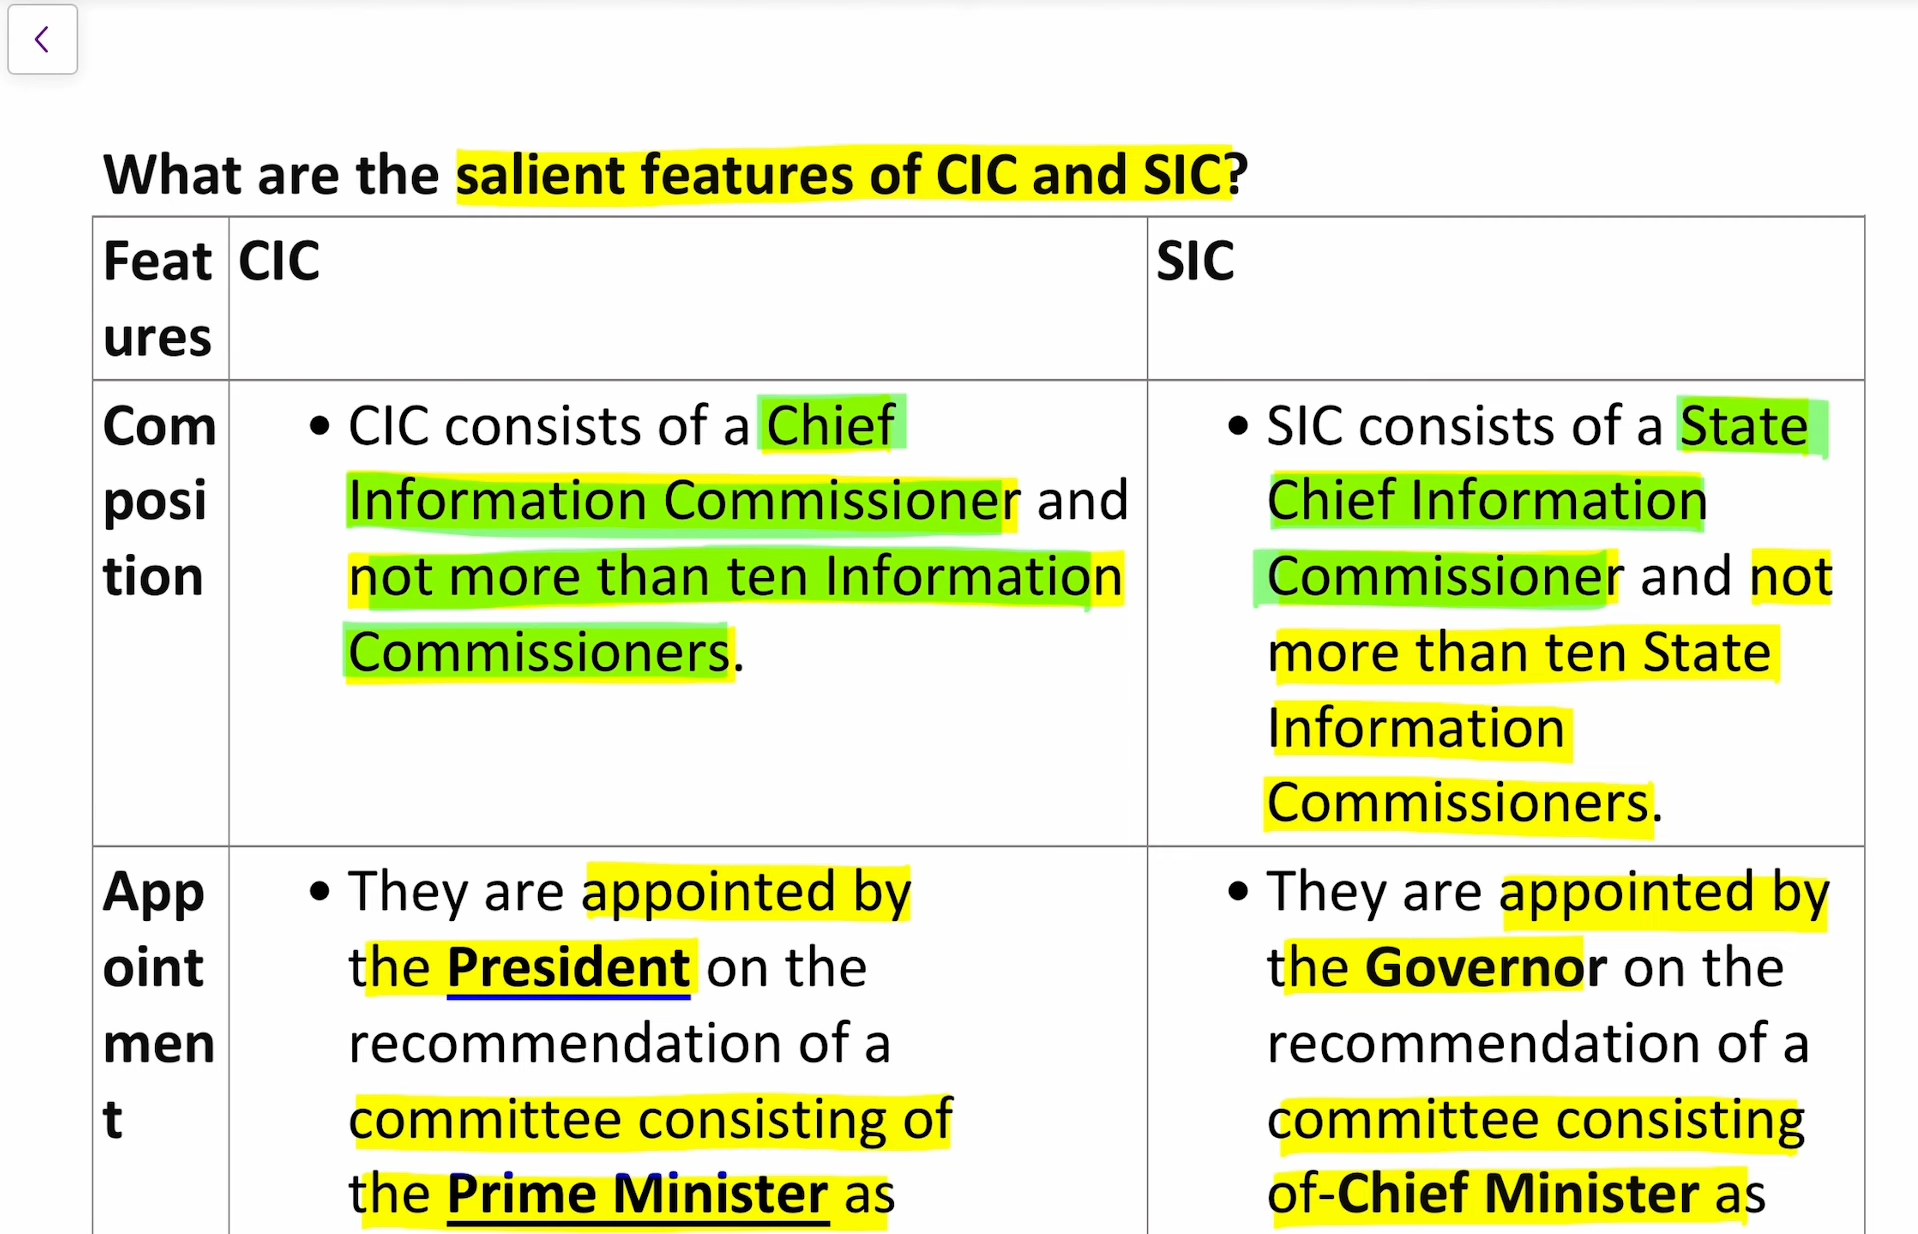 What are the salient features of CIC and SIC?
Feat
ures
CIC
SIC
Com
posi
tion
• CIC consists of a Chief
Information Commissioner and
not more than ten Information
Commissioners.
• SIC consists of a State
Chief Information
Commissioner and not
more than ten State
Information
Commissioners.
App
oint
men
t
• They are appointed by
the President on the
recommendation of a
committee consisting of
the Prime Minister as
• They are appointed by
the Governor on the
recommendation of a
committee consisting
of-Chief Minister as